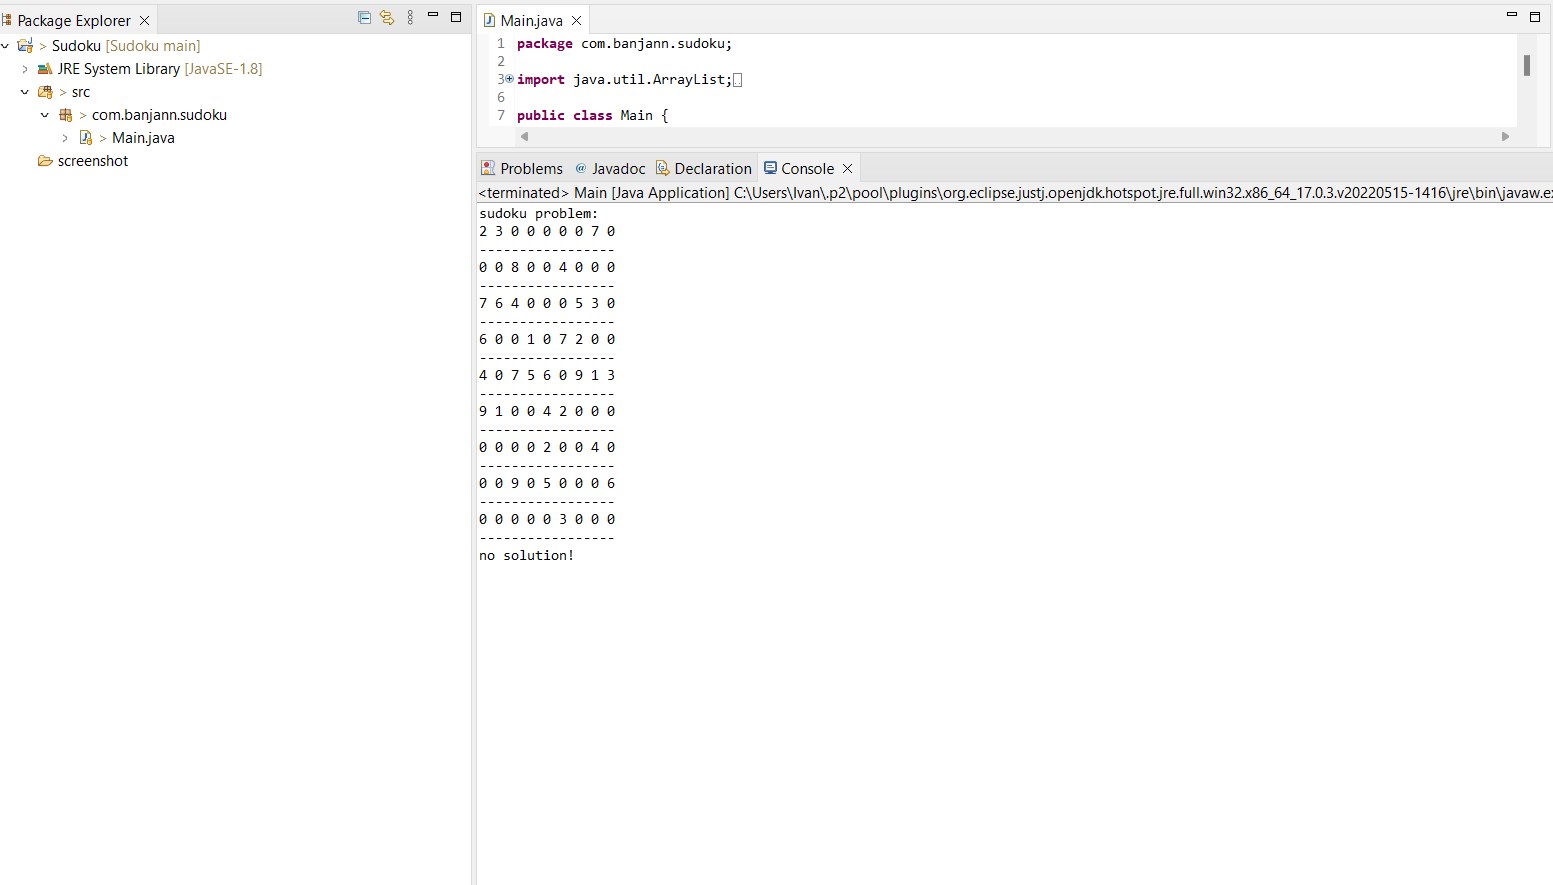 Package Explorer
> Sudoku [Sudoku main]
JRE System Library [JavaSE-1.8]
> src
> com.banjann.sudoku
> Main.java
screenshot
Main.java
1 package com.banjann.sudoku;
2
3 import java.util.ArrayList;
6
7 public class Main {
Problems @ Javadoc Declaration Console
<terminated> Main [Java Application] C:\Users\Ivan\.p2\pool\plugins\org.eclipse.justj.openjdk.hotspot.jre.full.win32.x86_64_17.0.3.v20220515-1416\jre\bin\javaw.ex
sudoku problem:
2 3 0 0 0 0 0 7 0
-----------------
0 0 8 0 0 4 0 0 0
-----------------
7 6 4 0 0 0 5 3 0
-----------------
6 0 0 1 0 7 2 0 0
-----------------
4 0 7 5 6 0 9 1 3
-----------------
9 1 0 0 4 2 0 0 0
-----------------
0 0 0 0 2 0 0 4 0
-----------------
0 0 9 0 5 0 0 0 6
-----------------
0 0 0 0 0 3 0 0 0
-----------------
no solution!